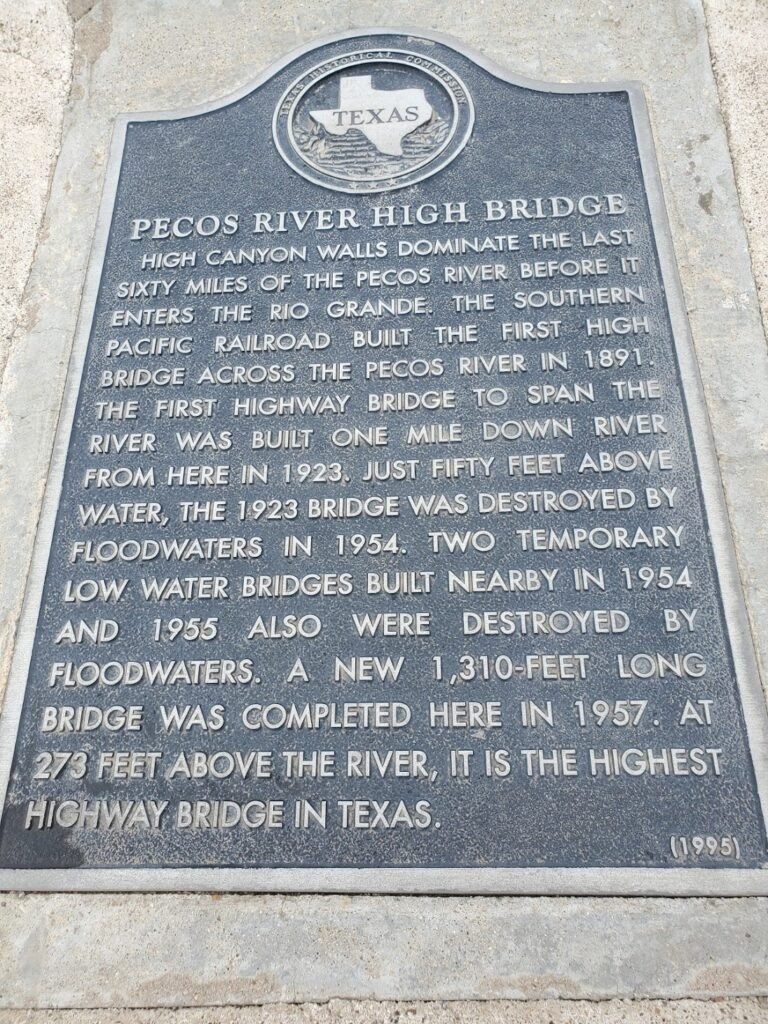 TEXAS HISTORICAL COMMISSION
TEXAS
PECOS RIVER HIGH BRIDGE
HIGH CANYON WALLS DOMINATE THE LAST
SIXTY MILES OF THE PECOS RIVER BEFORE IT
ENTERS THE RIO GRANDE. THE SOUTHERN
PACIFIC RAILROAD BUILT THE FIRST HIGH
BRIDGE ACROSS THE PECOS RIVER IN 1891.
THE FIRST HIGHWAY BRIDGE TO SPAN THE
RIVER WAS BUILT ONE MILE DOWN RIVER
FROM HERE IN 1923. JUST FIFTY FEET ABOVE
WATER, THE 1923 BRIDGE WAS DESTROYED BY
FLOODWATERS IN 1954. TWO TEMPORARY
LOW WATER BRIDGES BUILT NEARBY IN 1954
AND 1955 ALSO WERE DESTROYED BY
FLOODWATERS. A NEW 1,310-FEET LONG
BRIDGE WAS COMPLETED HERE IN 1957. AT
273 FEET ABOVE THE RIVER, IT IS THE HIGHEST
HIGHWAY BRIDGE IN TEXAS.
(1995)